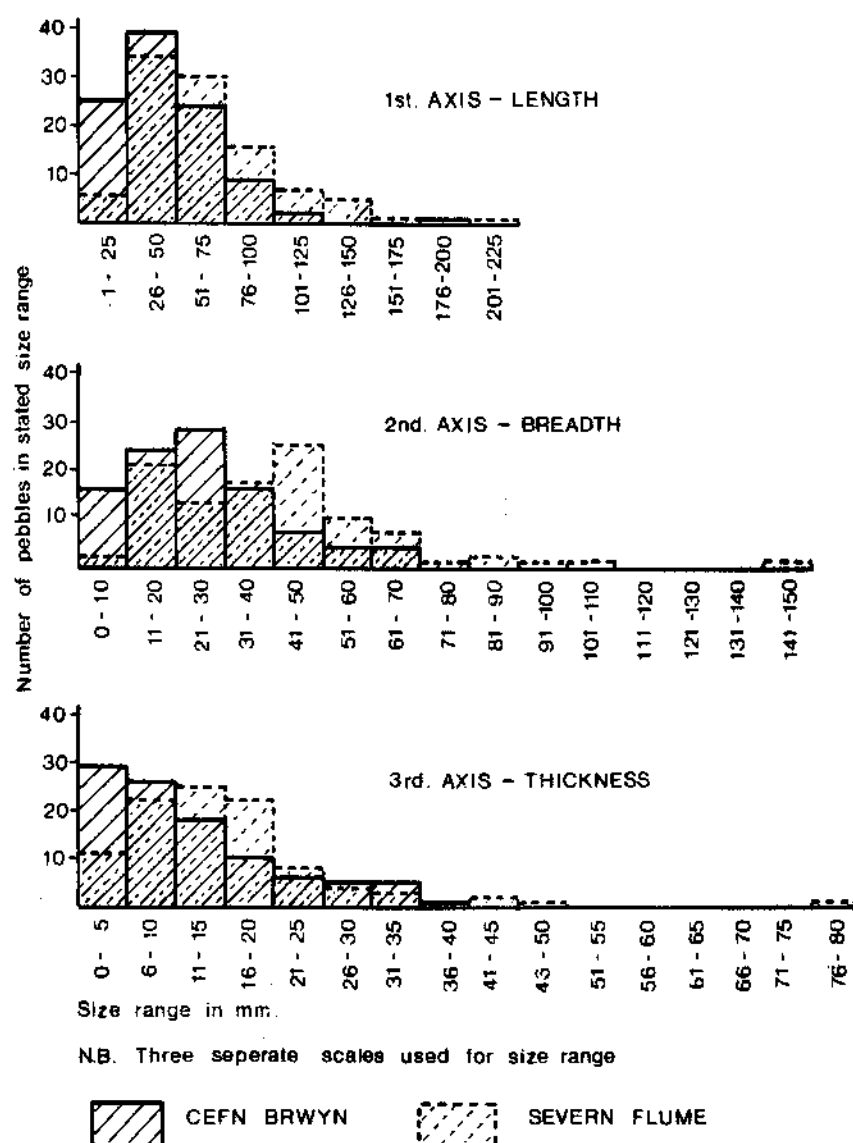 Number of pebbles in stated size range
40
30
20
10
1st. AXIS – LENGTH
1 - 25
26 - 50
51 - 75
76 - 100
101 - 125
126 - 150
151 - 175
176 - 200
201 - 225
40
30
20
10
2nd. AXIS – BREADTH
0 - 10
11 - 20
21 - 30
31 - 40
41 - 50
51 - 60
61 - 70
71 - 80
81 - 90
91 - 100
101 - 110
111 - 120
121 - 130
131 - 140
141 - 150
40
30
20
10
3rd. AXIS – THICKNESS
0 - 5
6 - 10
11 - 15
16 - 20
21 - 25
26 - 30
31 - 35
36 - 40
41 - 45
43 - 50
51 - 55
56 - 60
61 - 65
66 - 70
71 - 75
76 - 80
Size range in mm.
N.B. Three seperate scales used for size range
CEFN BRWYN
SEVERN FLUME